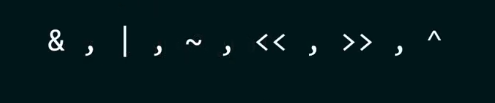 & , | , ~ , << , >> , ^